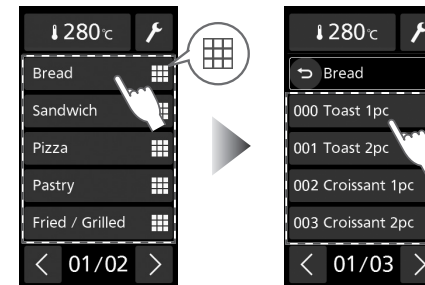 280℃
Bread
Sandwich
Pizza
Pastry
Fried / Grilled
01/02
280℃
Bread
000 Toast 1pc
001 Toast 2pc
002 Croissant 1pc
003 Croissant 2pc
01/03